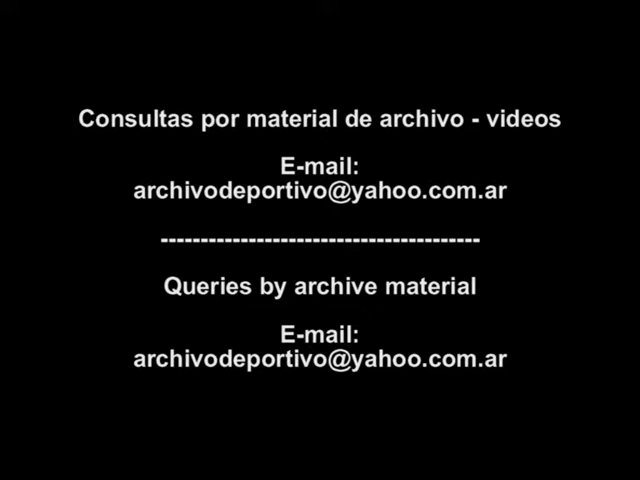 Consultas por material de archivo - videos
E-mail:
archivodeportivo@yahoo.com.ar
----------------------------------------
Queries by archive material
E-mail:
archivodeportivo@yahoo.com.ar